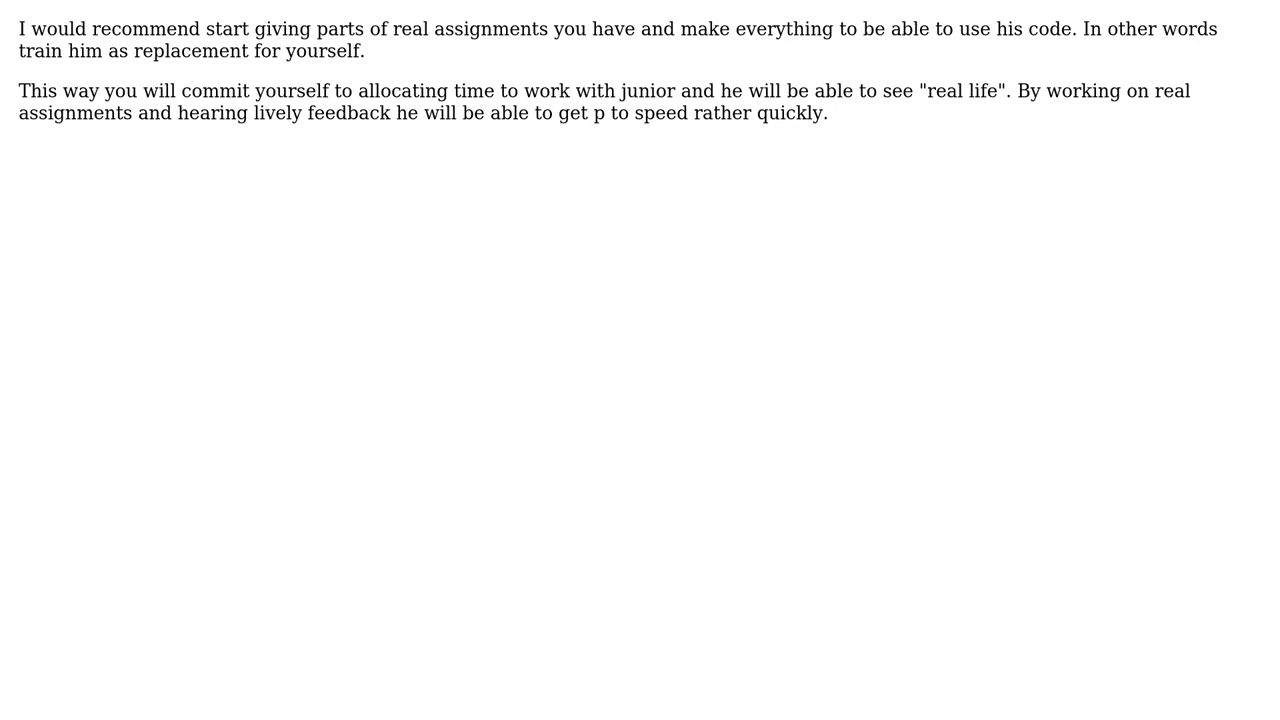 I would recommend start giving parts of real assignments you have and make everything to be able to use his code. In other words
train him as replacement for yourself.
This way you will commit yourself to allocating time to work with junior and he will be able to see "real life". By working on real
assignments and hearing lively feedback he will be able to get p to speed rather quickly.